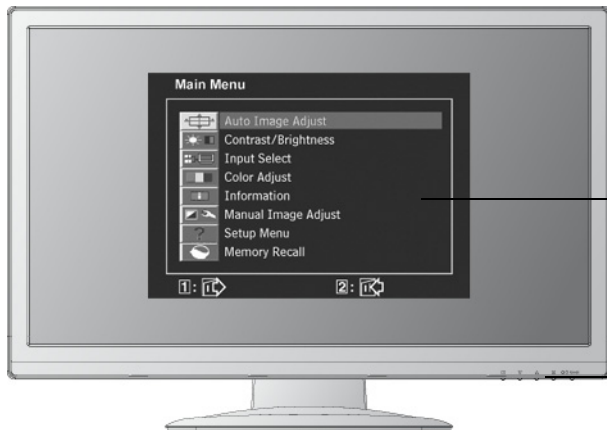 Main Menu
Auto Image Adjust
Contrast/Brightness
Input Select
Color Adjust
Information
Manual Image Adjust
Setup Menu
Memory Recall
1: 2: